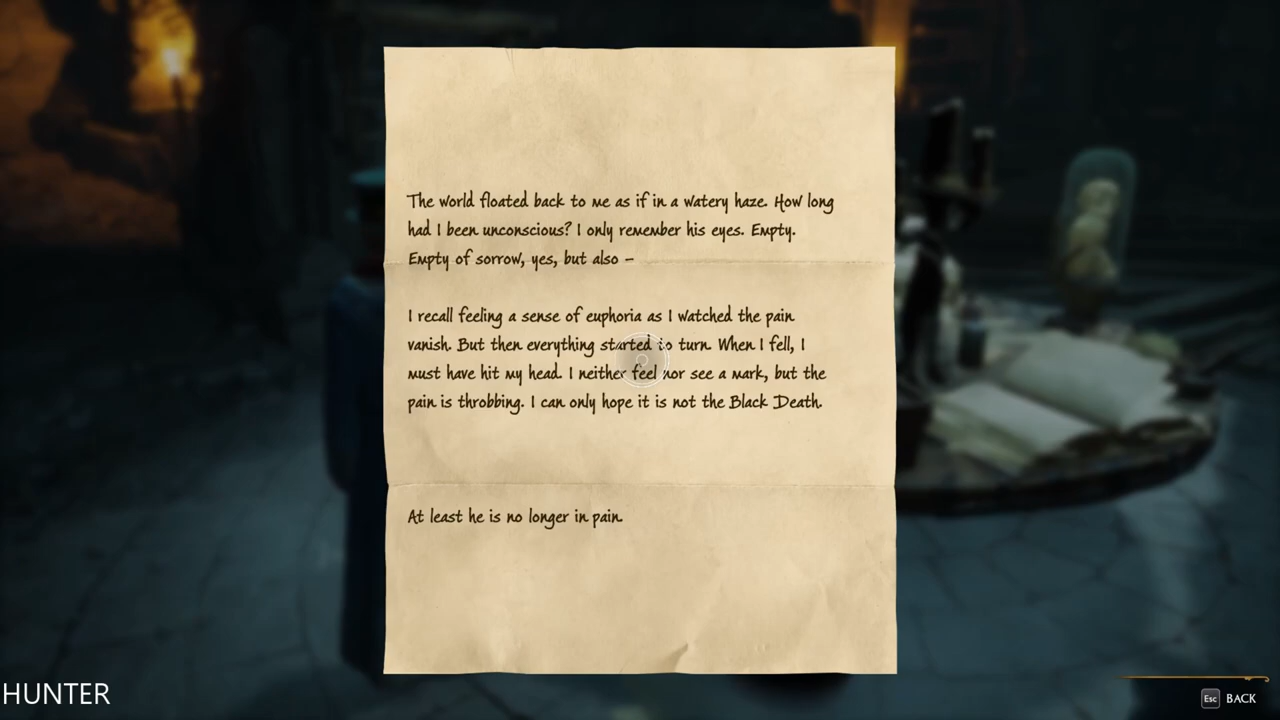 The world floated back to me as if in a watery haze. How long
had I been unconscious? I only remember his eyes. Empty.
Empty of sorrow, yes, but also –
I recall feeling a sense of euphoria as I watched the pain
vanish. But then everything started to turn. When I fell, I
must have hit my head. I neither feel nor see a mark, but the
pain is throbbing. I can only hope it is not the Black Death.
At least he is no longer in pain.
HUNTER
Esc BACK